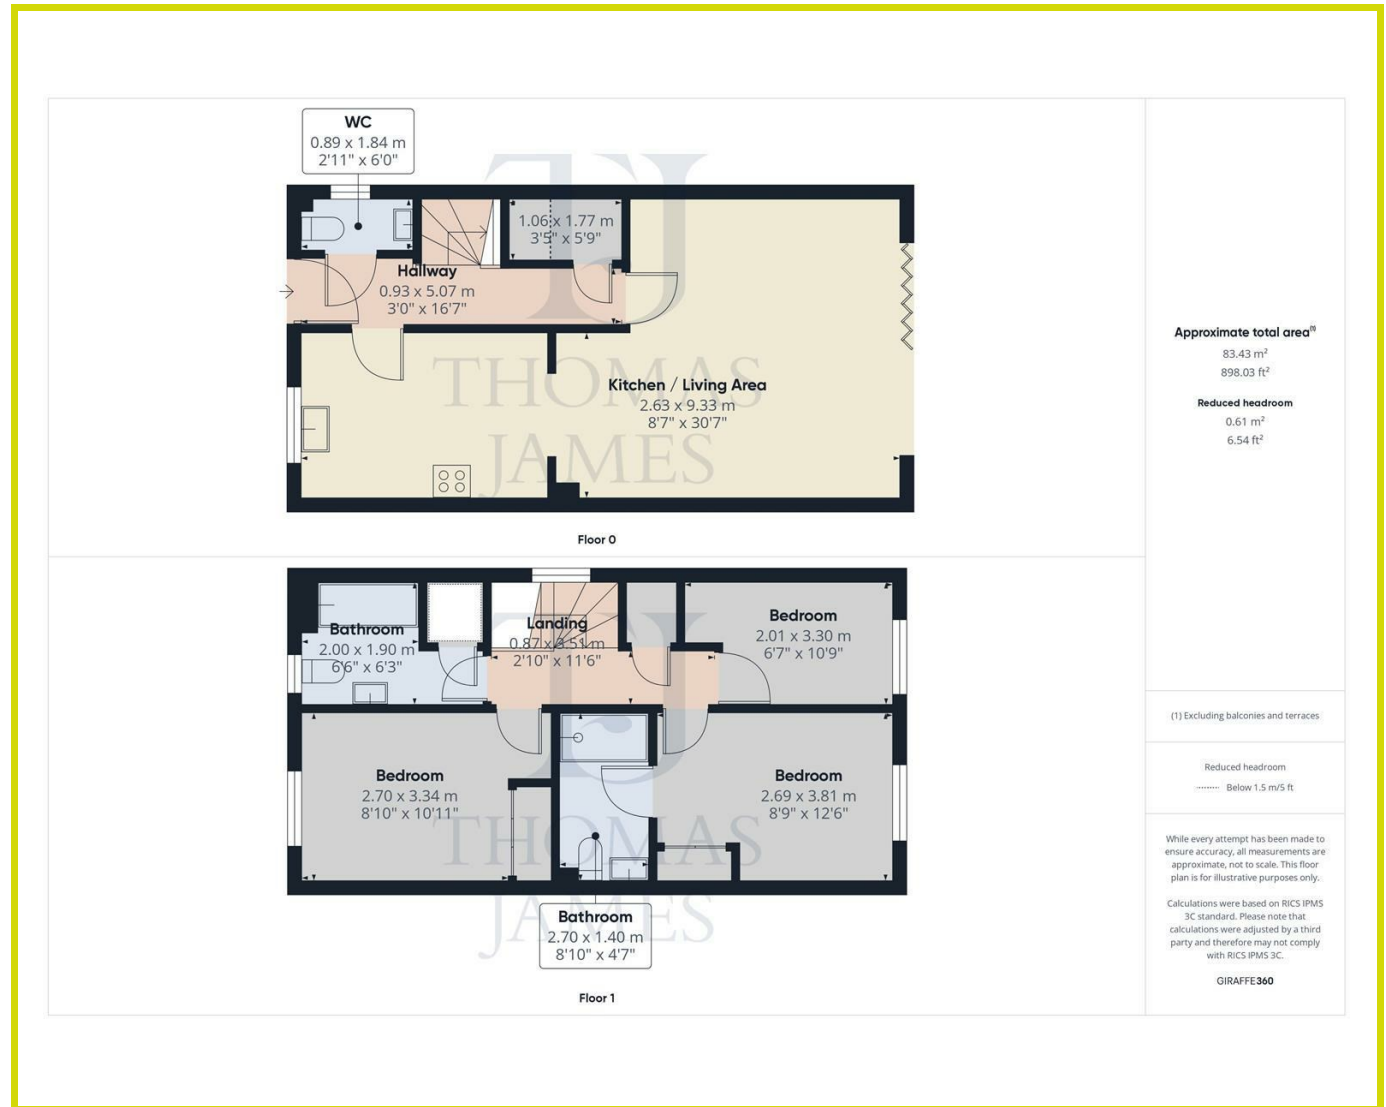 WC
0.89 x 1.84 m
2'11" x 6'0"
1.06 x 1.77 m
3'5" x 5'9"
Hallway
0.93 x 5.07 m
3'0" x 16'7"
Kitchen / Living Area
2.63 x 9.33 m
8'7" x 30'7"
TJ
THOMAS
JAMES
Floor 0
Bathroom
2.00 x 1.90 m
6'6" x 6'3"
Landing
0.87 x 3.51 m
2'10" x 11'6"
Bedroom
2.01 x 3.30 m
6'7" x 10'9"
Bedroom
2.70 x 3.34 m
8'10" x 10'11"
Bedroom
2.69 x 3.81 m
8'9" x 12'6"
TJ
THOMAS
JAMES
Bathroom
2.70 x 1.40 m
8'10" x 4'7"
Floor 1
Approximate total area(1)
83.43 m²
898.03 ft²
Reduced headroom
0.61 m²
6.54 ft²
(1) Excluding balconies and terraces
Reduced headroom
Below 1.5 m/5 ft
While every attempt has been made to
ensure accuracy, all measurements are
approximate, not to scale. This floor
plan is for illustrative purposes only.
Calculations were based on RICS IPMS
3C standard. Please note that
calculations were adjusted by a third
party and therefore may not comply
with RICS IPMS 3C.
GIRAFFE360